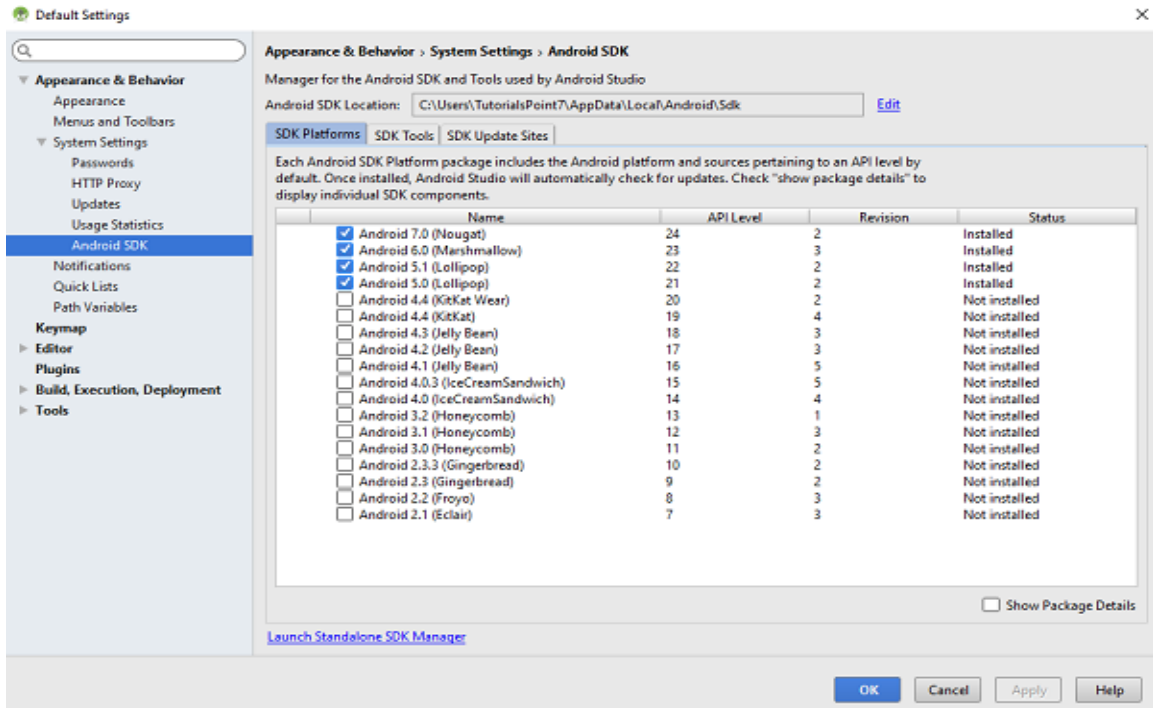 Default Settings
Appearance & Behavior
Appearance
Menus and Toolbars
System Settings
Passwords
HTTP Proxy
Updates
Usage Statistics
Android SDK
Notifications
Quick Lists
Path Variables
Keymap
Editor
Plugins
Build, Execution, Deployment
Tools
Appearance & Behavior › System Settings › Android SDK
Manager for the Android SDK and Tools used by Android Studio
Android SDK Location: C:\Users\TutorialsPoint7\AppData\Local\Android\Sdk Edit
SDK Platforms SDK Tools SDK Update Sites
Each Android SDK Platform package includes the Android platform and sources pertaining to an API level by
default. Once installed, Android Studio will automatically check for updates. Check "show package details" to
display individual SDK components.
Name API Level Revision Status
Android 7.0 (Nougat) 24 2 Installed
Android 6.0 (Marshmallow) 23 3 Installed
Android 5.1 (Lollipop) 22 2 Installed
Android 5.0 (Lollipop) 21 2 Installed
Android 4.4 (KitKat Wear) 20 2 Not installed
Android 4.4 (KitKat) 19 4 Not installed
Android 4.3 (Jelly Bean) 18 3 Not installed
Android 4.2 (Jelly Bean) 17 3 Not installed
Android 4.1 (Jelly Bean) 16 5 Not installed
Android 4.0.3 (IceCreamSandwich) 15 5 Not installed
Android 4.0 (IceCreamSandwich) 14 4 Not installed
Android 3.2 (Honeycomb) 13 1 Not installed
Android 3.1 (Honeycomb) 12 3 Not installed
Android 3.0 (Honeycomb) 11 2 Not installed
Android 2.3.3 (Gingerbread) 10 2 Not installed
Android 2.3 (Gingerbread) 9 2 Not installed
Android 2.2 (Froyo) 8 3 Not installed
Android 2.1 (Eclair) 7 3 Not installed
Show Package Details
Launch Standalone SDK Manager
OK Cancel Apply Help